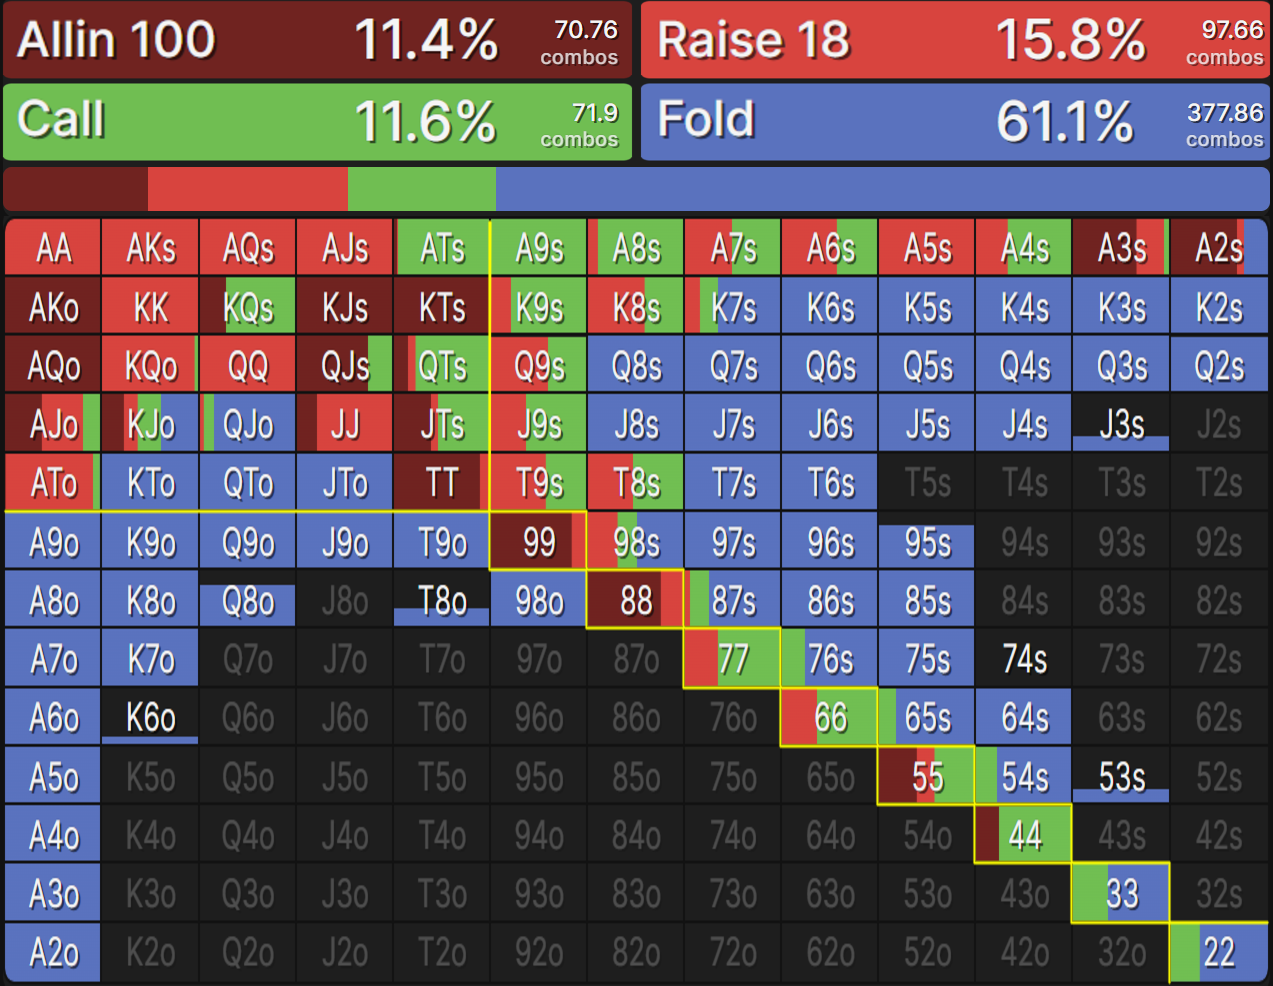 Allin 100 11.4% 70.76 combos
Raise 18 15.8% 97.66 combos
Call 11.6% 71.9 combos
Fold 61.1% 377.86 combos
AA AKs AQs AJs ATs A9s A8s A7s A6s A5s A4s A3s A2s
AKo KK KQs KJs KTs K9s K8s K7s K6s K5s K4s K3s K2s
AQo KQo QQ QJs QTs Q9s Q8s Q7s Q6s Q5s Q4s Q3s Q2s
AJo KJo QJo JJ JTs J9s J8s J7s J6s J5s J4s J3s J2s
ATo KTo QTo JTo TT T9s T8s T7s T6s T5s T4s T3s T2s
A9o K9o Q9o J9o T9o 99 98s 97s 96s 95s 94s 93s 92s
A8o K8o Q8o J8o T8o 98o 88 87s 86s 85s 84s 83s 82s
A7o K7o Q7o J7o T7o 97o 87o 77 76s 75s 74s 73s 72s
A6o K6o Q6o J6o T6o 96o 86o 76o 66 65s 64s 63s 62s
A5o K5o Q5o J5o T5o 95o 85o 75o 65o 55 54s 53s 52s
A4o K4o Q4o J4o T4o 94o 84o 74o 64o 54o 44 43s 42s
A3o K3o Q3o J3o T3o 93o 83o 73o 63o 53o 43o 33 32s
A2o K2o Q2o J2o T2o 92o 82o 72o 62o 52o 42o 32o 22